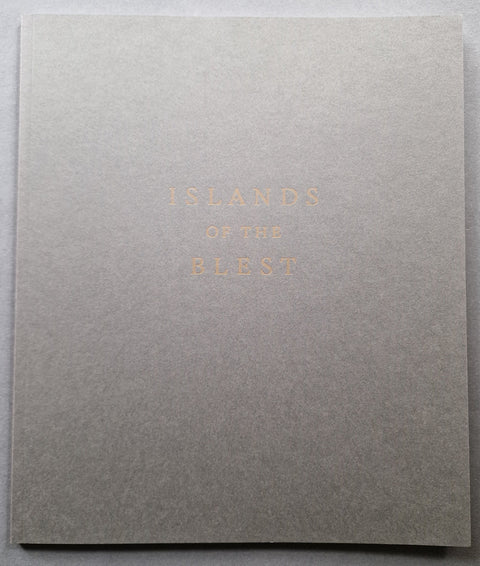 ISLANDS
OF THE
BLEST